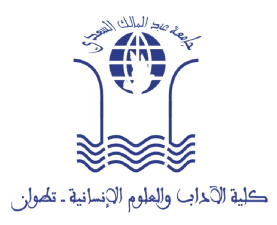 جامعة عبد المالك السعدي
كلية الآداب والعلوم الإنسانية - تطوان